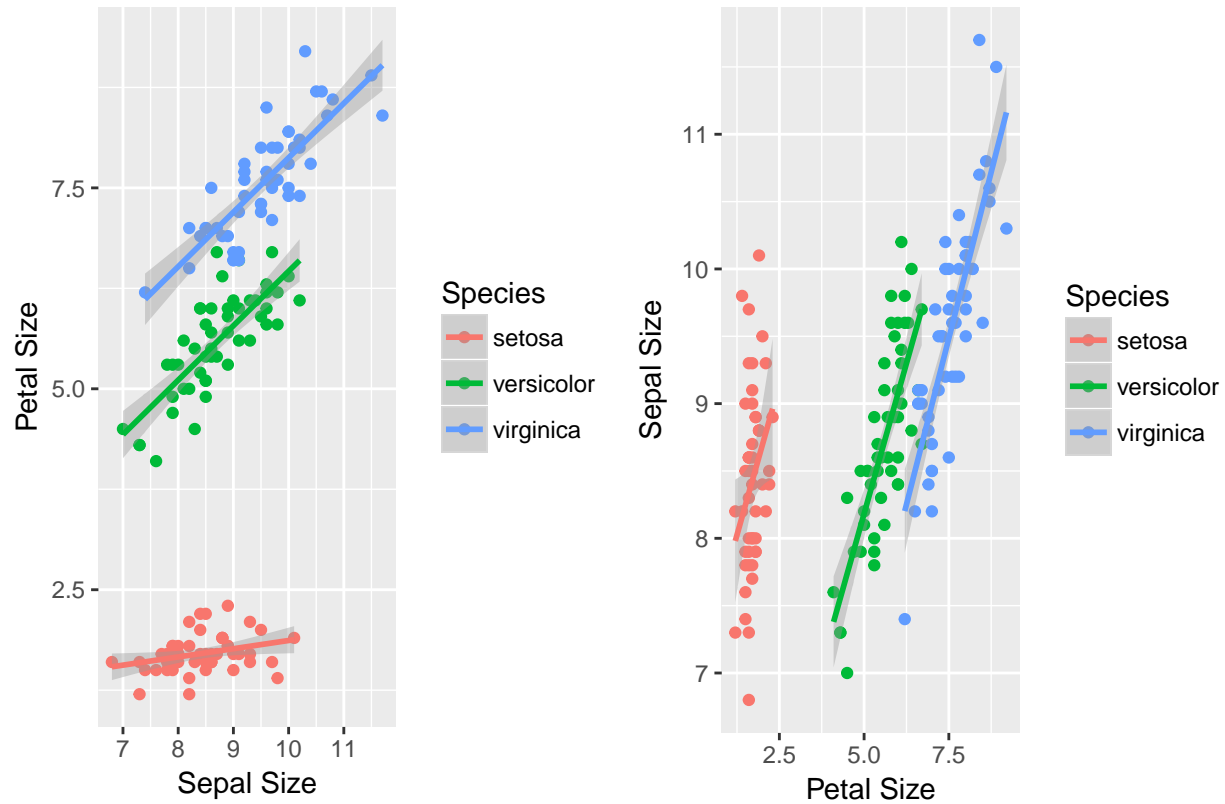 Petal Size
7.5
5.0
2.5
7 8 9 10 11
Sepal Size
Species
setosa
versicolor
virginica
Sepal Size
11
10
9
8
7
2.5 5.0 7.5
Petal Size
Species
setosa
versicolor
virginica